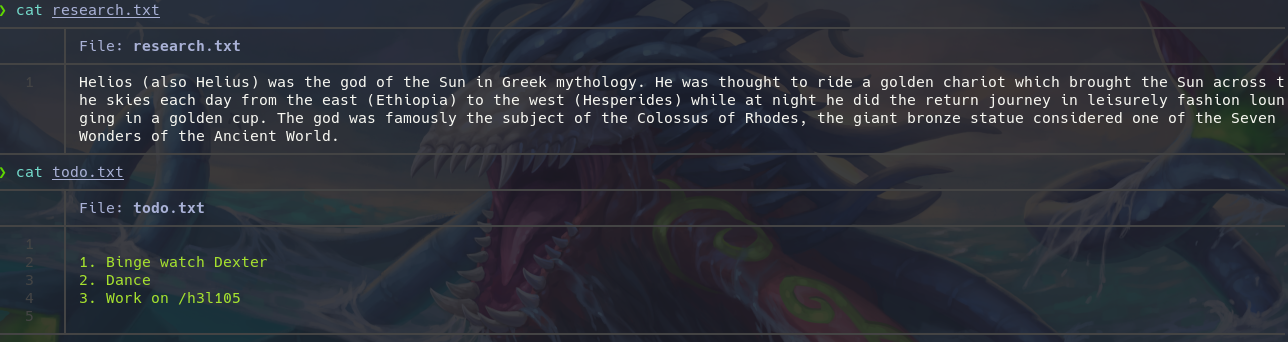 ❯ cat research.txt
File: research.txt
1 Helios (also Helius) was the god of the Sun in Greek mythology. He was thought to ride a golden chariot which brought the Sun across t
he skies each day from the east (Ethiopia) to the west (Hesperides) while at night he did the return journey in leisurely fashion loun
ging in a golden cup. The god was famously the subject of the Colossus of Rhodes, the giant bronze statue considered one of the Seven
Wonders of the Ancient World.
❯ cat todo.txt
File: todo.txt
1
2 1. Binge watch Dexter
3 2. Dance
4 3. Work on /h3l105
5